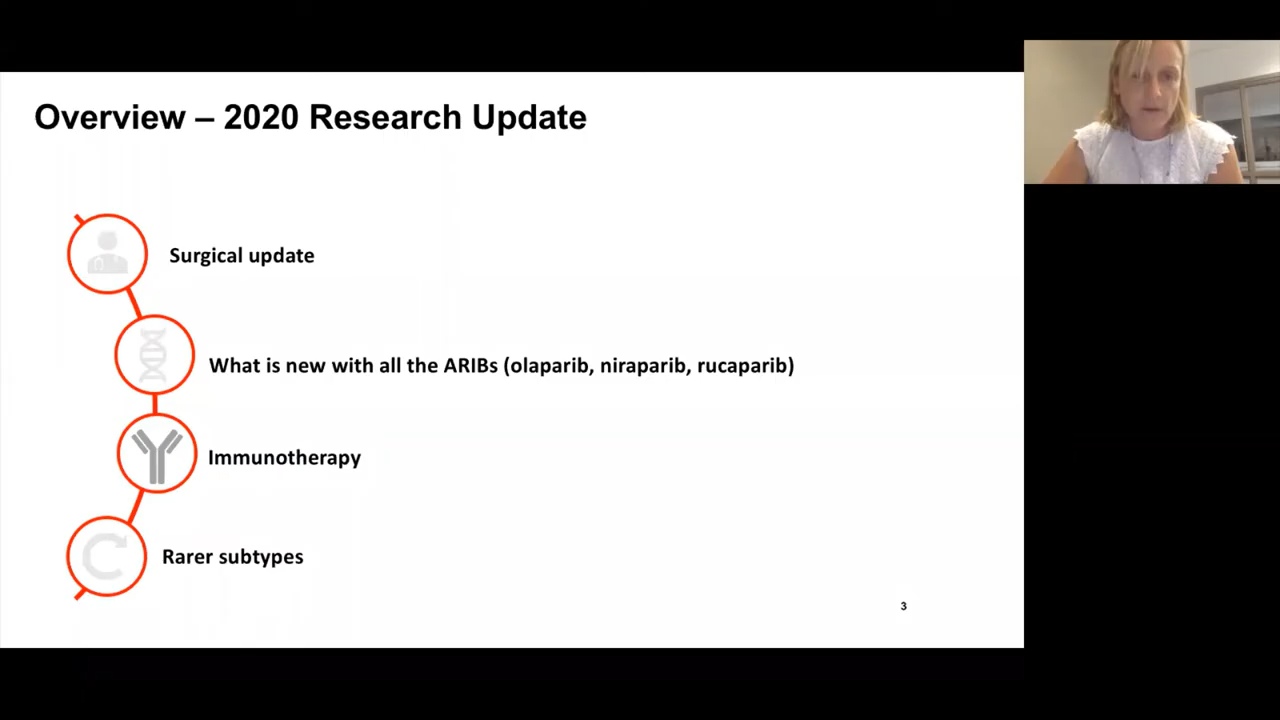 Overview – 2020 Research Update
Surgical update
What is new with all the ARIBs (olaparib, niraparib, rucaparib)
Immunotherapy
Rarer subtypes
3